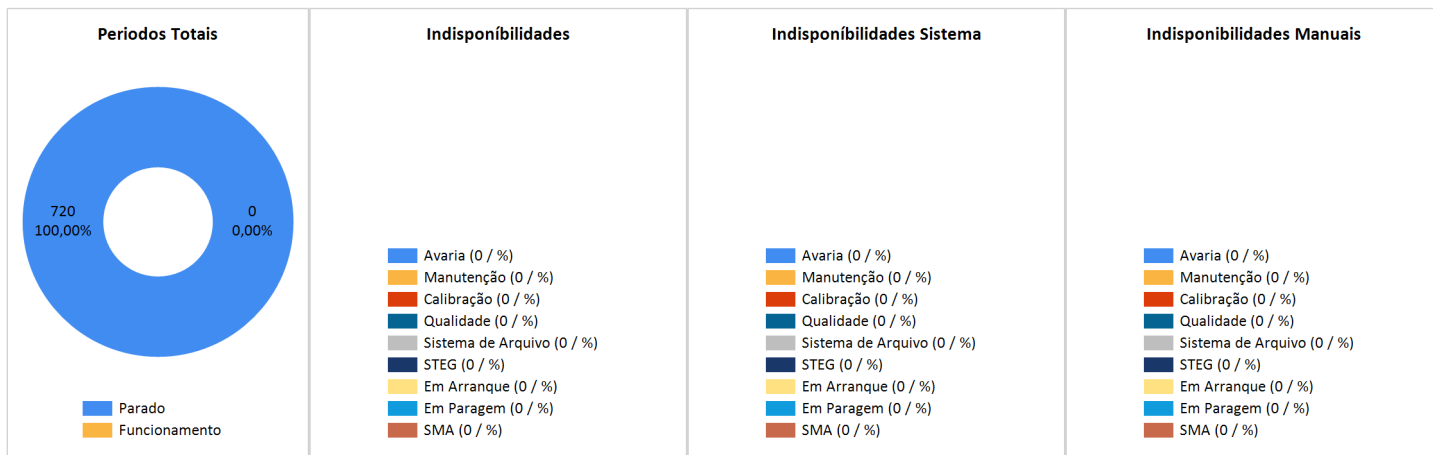 Periodos Totais
720
100,00%
0
0,00%
Parado
Funcionamento
Indisponíbilidades
Avaria (0 / %)
Manutenção (0 / %)
Calibração (0 / %)
Qualidade (0 / %)
Sistema de Arquivo (0 / %)
STEG (0 / %)
Em Arranque (0 / %)
Em Paragem (0 / %)
SMA (0 / %)
Indisponíbilidades Sistema
Avaria (0 / %)
Manutenção (0 / %)
Calibração (0 / %)
Qualidade (0 / %)
Sistema de Arquivo (0 / %)
STEG (0 / %)
Em Arranque (0 / %)
Em Paragem (0 / %)
SMA (0 / %)
Indisponibilidades Manuais
Avaria (0 / %)
Manutenção (0 / %)
Calibração (0 / %)
Qualidade (0 / %)
Sistema de Arquivo (0 / %)
STEG (0 / %)
Em Arranque (0 / %)
Em Paragem (0 / %)
SMA (0 / %)